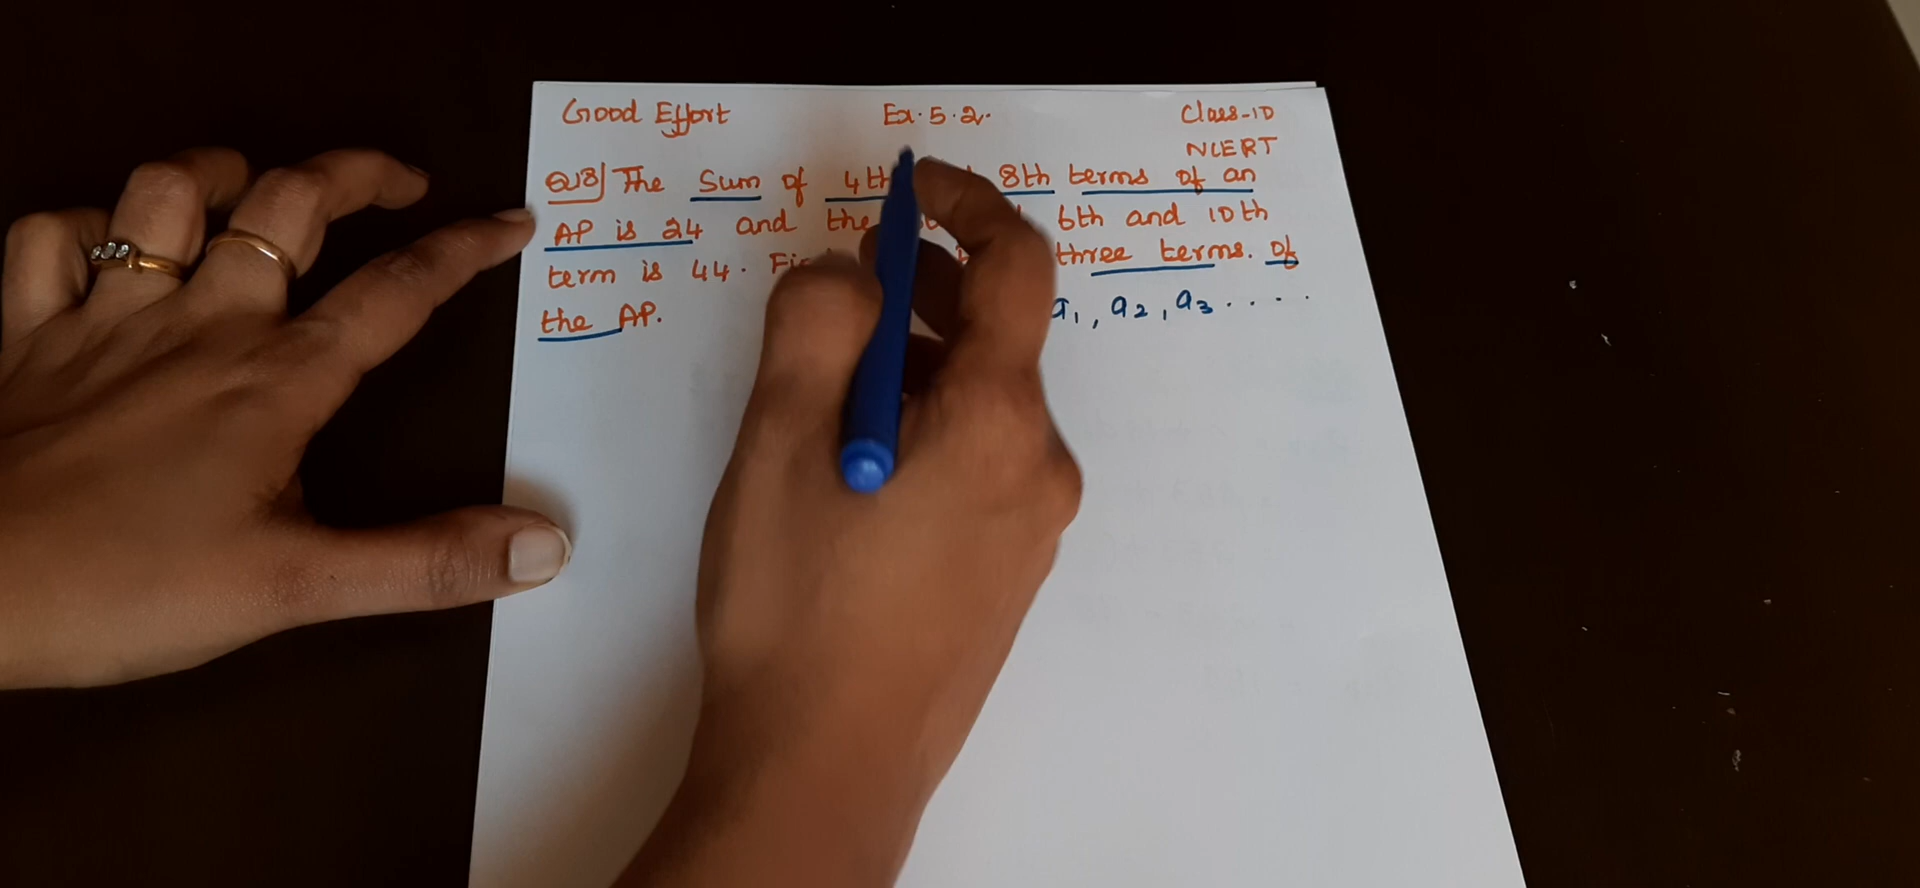 Good Effort Ex.5.2. Class-10
NCERT
Q18) The Sum of 4th 8th terms of an
AP is 24 and the 6th and 10th
term is 44. three terms. of
the AP. a1, a2, a3 ....